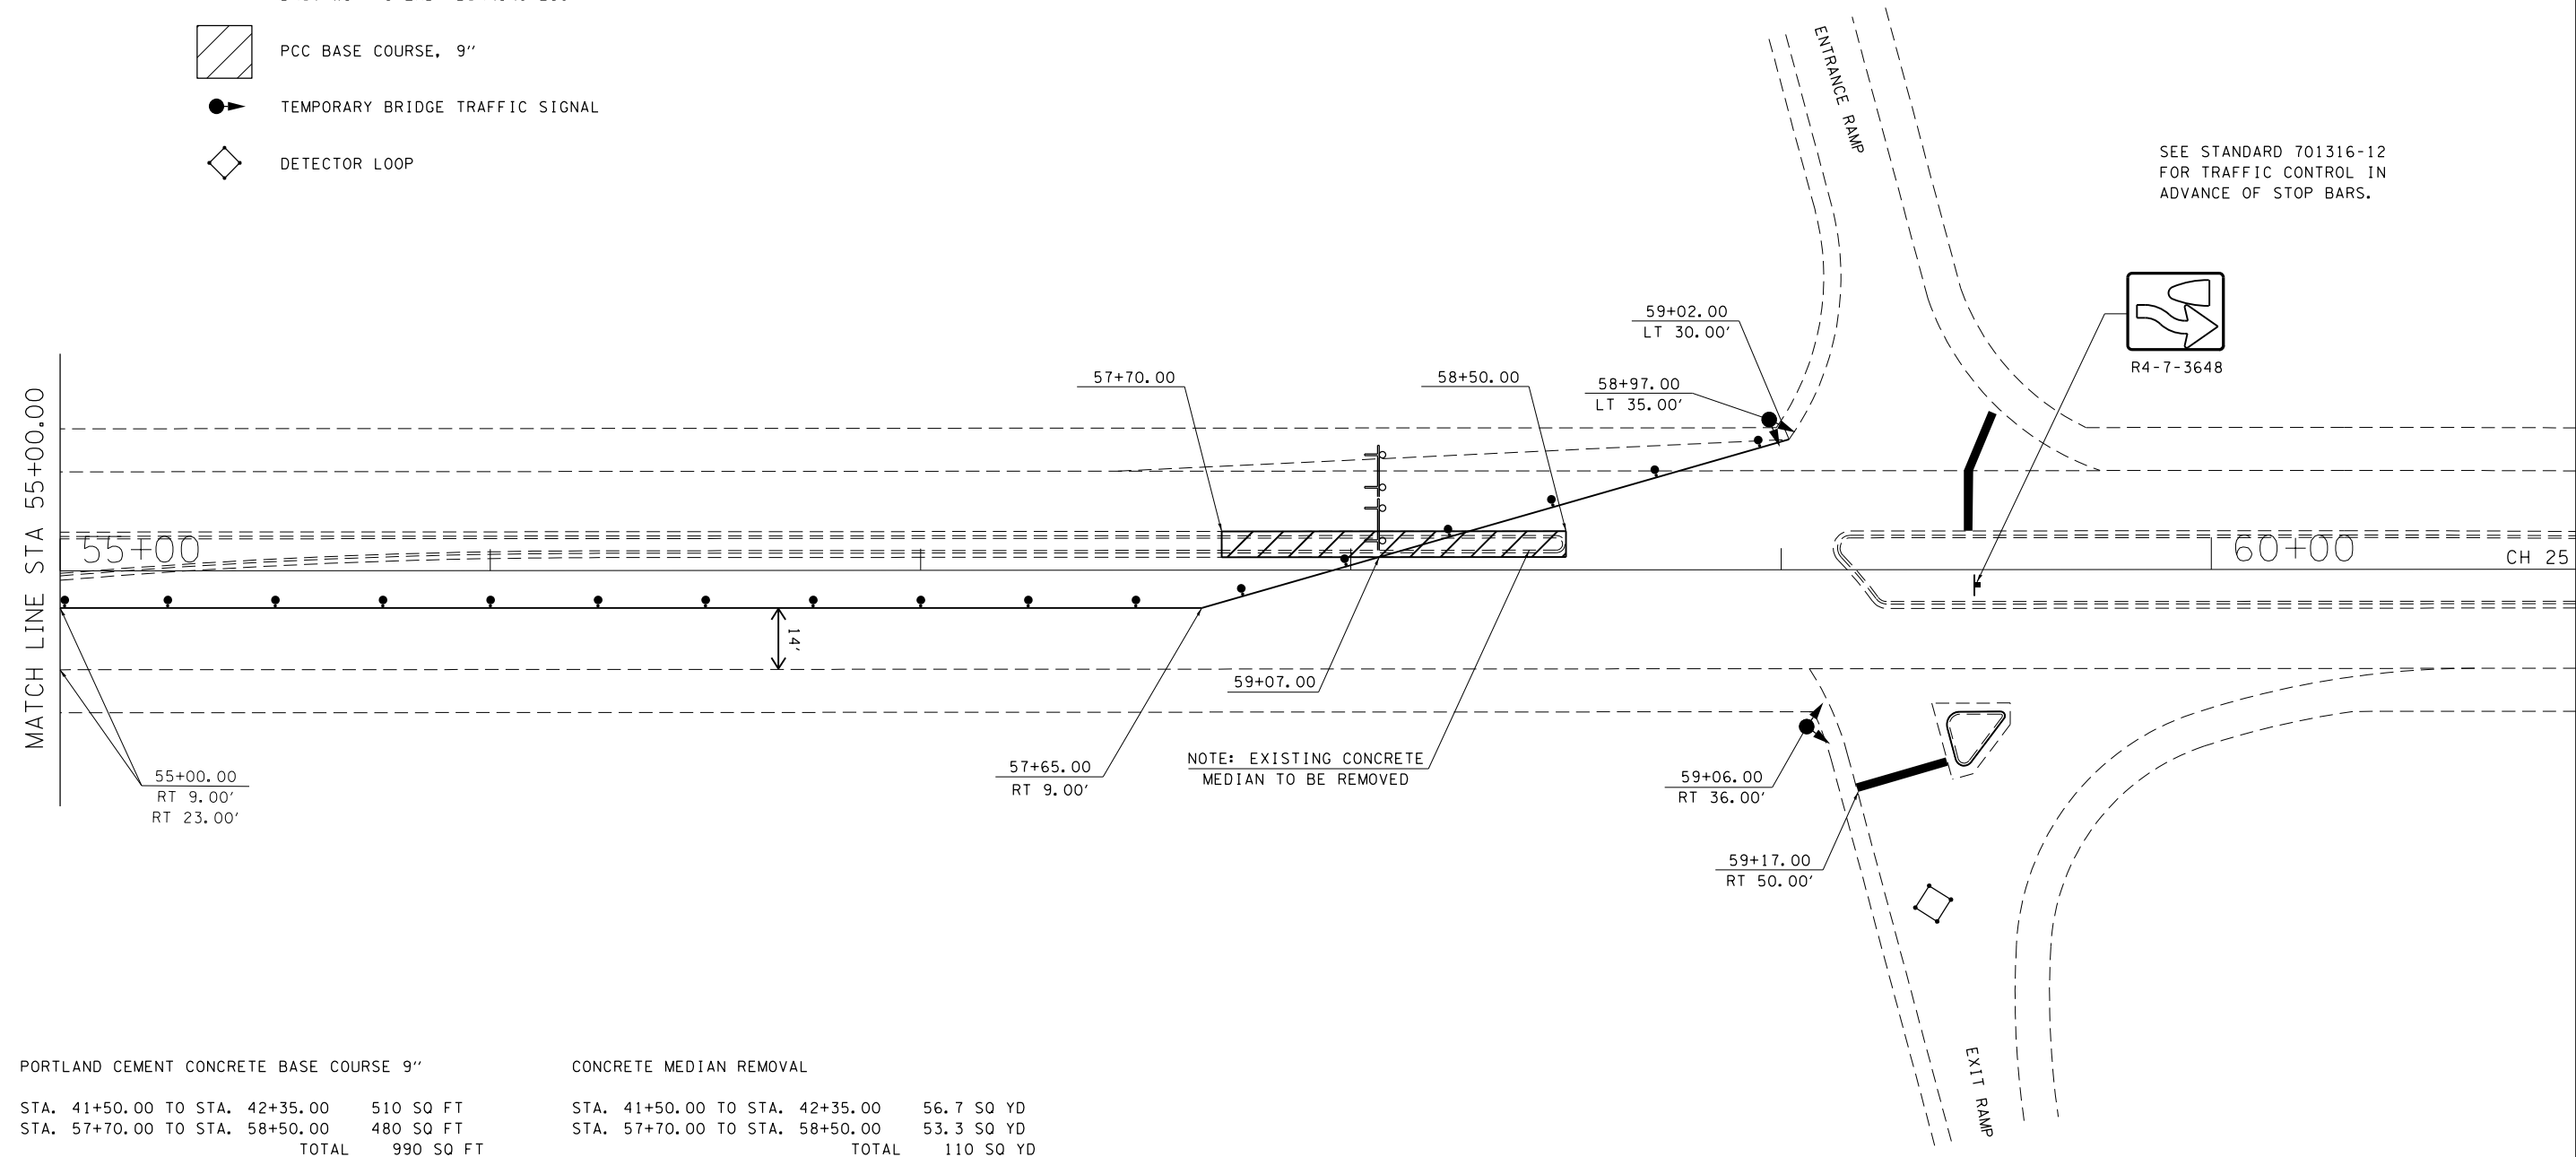 PCC BASE COURSE, 9"
TEMPORARY BRIDGE TRAFFIC SIGNAL
DETECTOR LOOP
ENTRANCE RAMP
SEE STANDARD 701316-12
FOR TRAFFIC CONTROL IN
ADVANCE OF STOP BARS.
R4-7-3648
59+02.00
LT 30.00'
58+97.00
LT 35.00'
57+70.00
58+50.00
MATCH LINE STA 55+00.00
55+00
60+00
CH 25
14'
59+07.00
55+00.00
RT 9.00'
RT 23.00'
57+65.00
RT 9.00'
NOTE: EXISTING CONCRETE
MEDIAN TO BE REMOVED
59+06.00
RT 36.00'
59+17.00
RT 50.00'
EXIT RAMP
PORTLAND CEMENT CONCRETE BASE COURSE 9"
STA. 41+50.00 TO STA. 42+35.00 510 SQ FT
STA. 57+70.00 TO STA. 58+50.00 480 SQ FT
TOTAL 990 SQ FT
CONCRETE MEDIAN REMOVAL
STA. 41+50.00 TO STA. 42+35.00 56.7 SQ YD
STA. 57+70.00 TO STA. 58+50.00 53.3 SQ YD
TOTAL 110 SQ YD